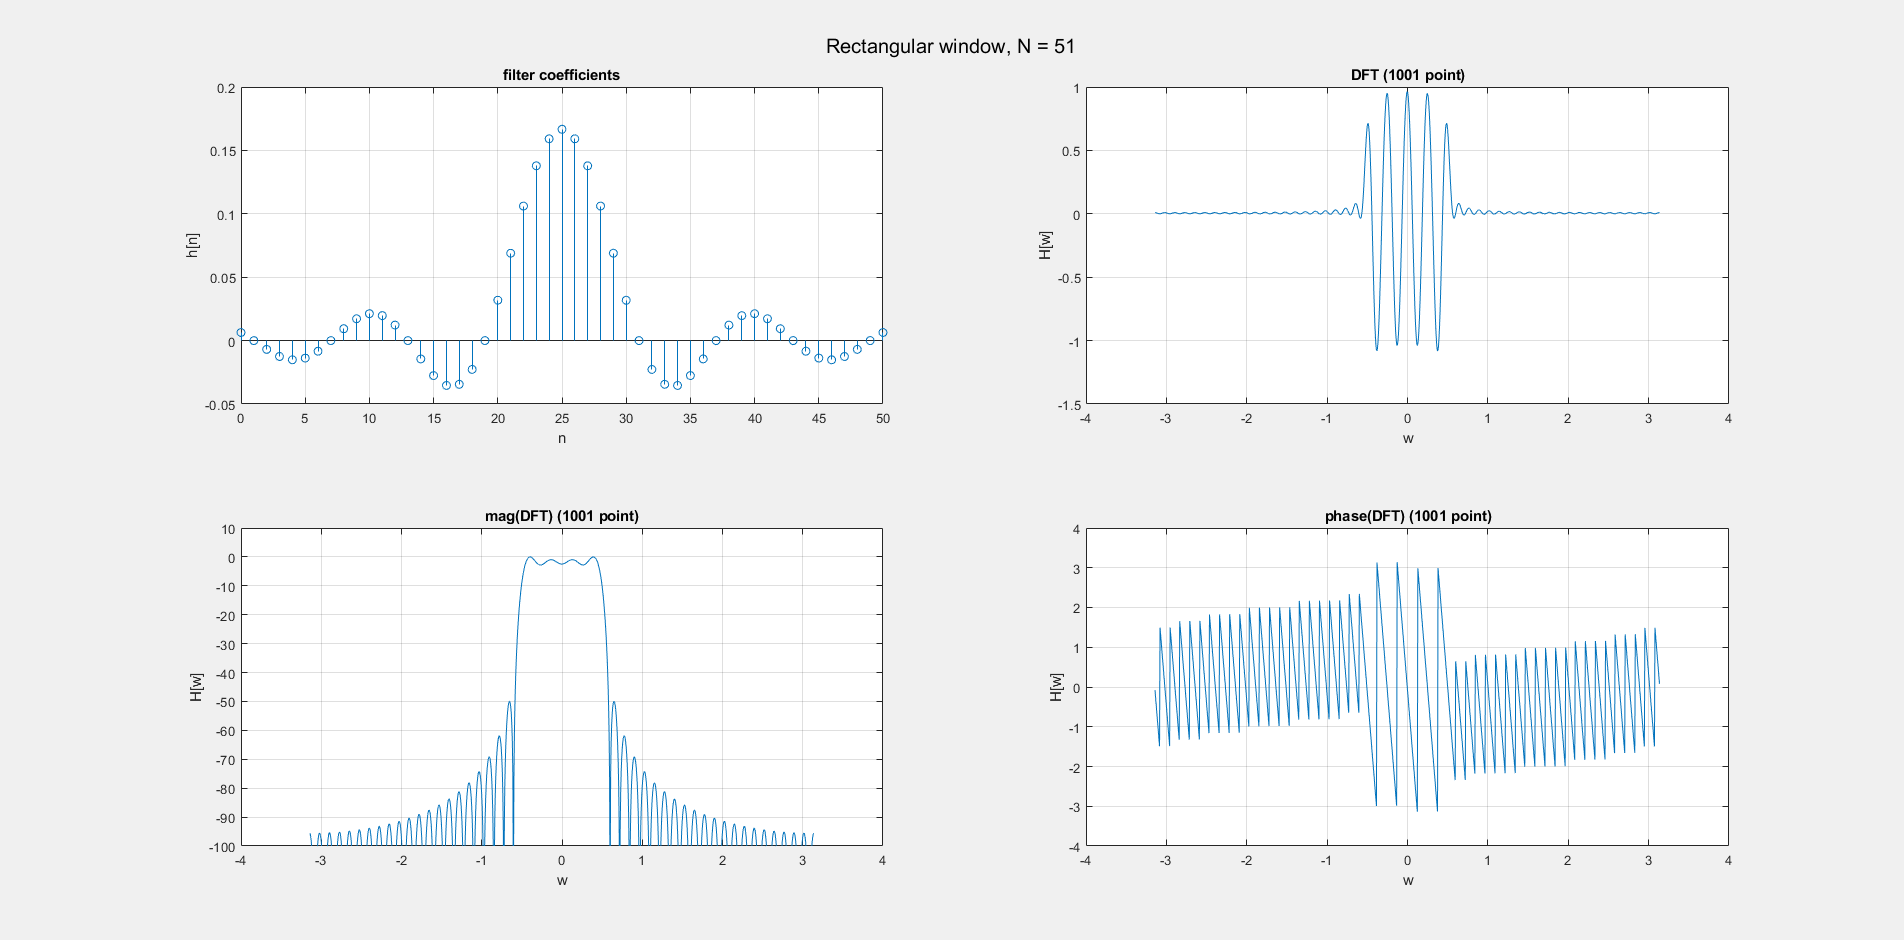 Rectangular window, N = 51
filter coefficients
0.2
0.15
0.1
0.05
0
-0.05
h[n]
0 5 10 15 20 25 30 35 40 45 50
n
DFT (1001 point)
1
0.5
0
-0.5
-1
-1.5
H[w]
-4 -3 -2 -1 0 1 2 3 4
w
mag(DFT) (1001 point)
10
0
-10
-20
-30
-40
-50
-60
-70
-80
-90
-100
H[w]
-4 -3 -2 -1 0 1 2 3 4
w
phase(DFT) (1001 point)
4
3
2
1
0
-1
-2
-3
-4
H[w]
-4 -3 -2 -1 0 1 2 3 4
w